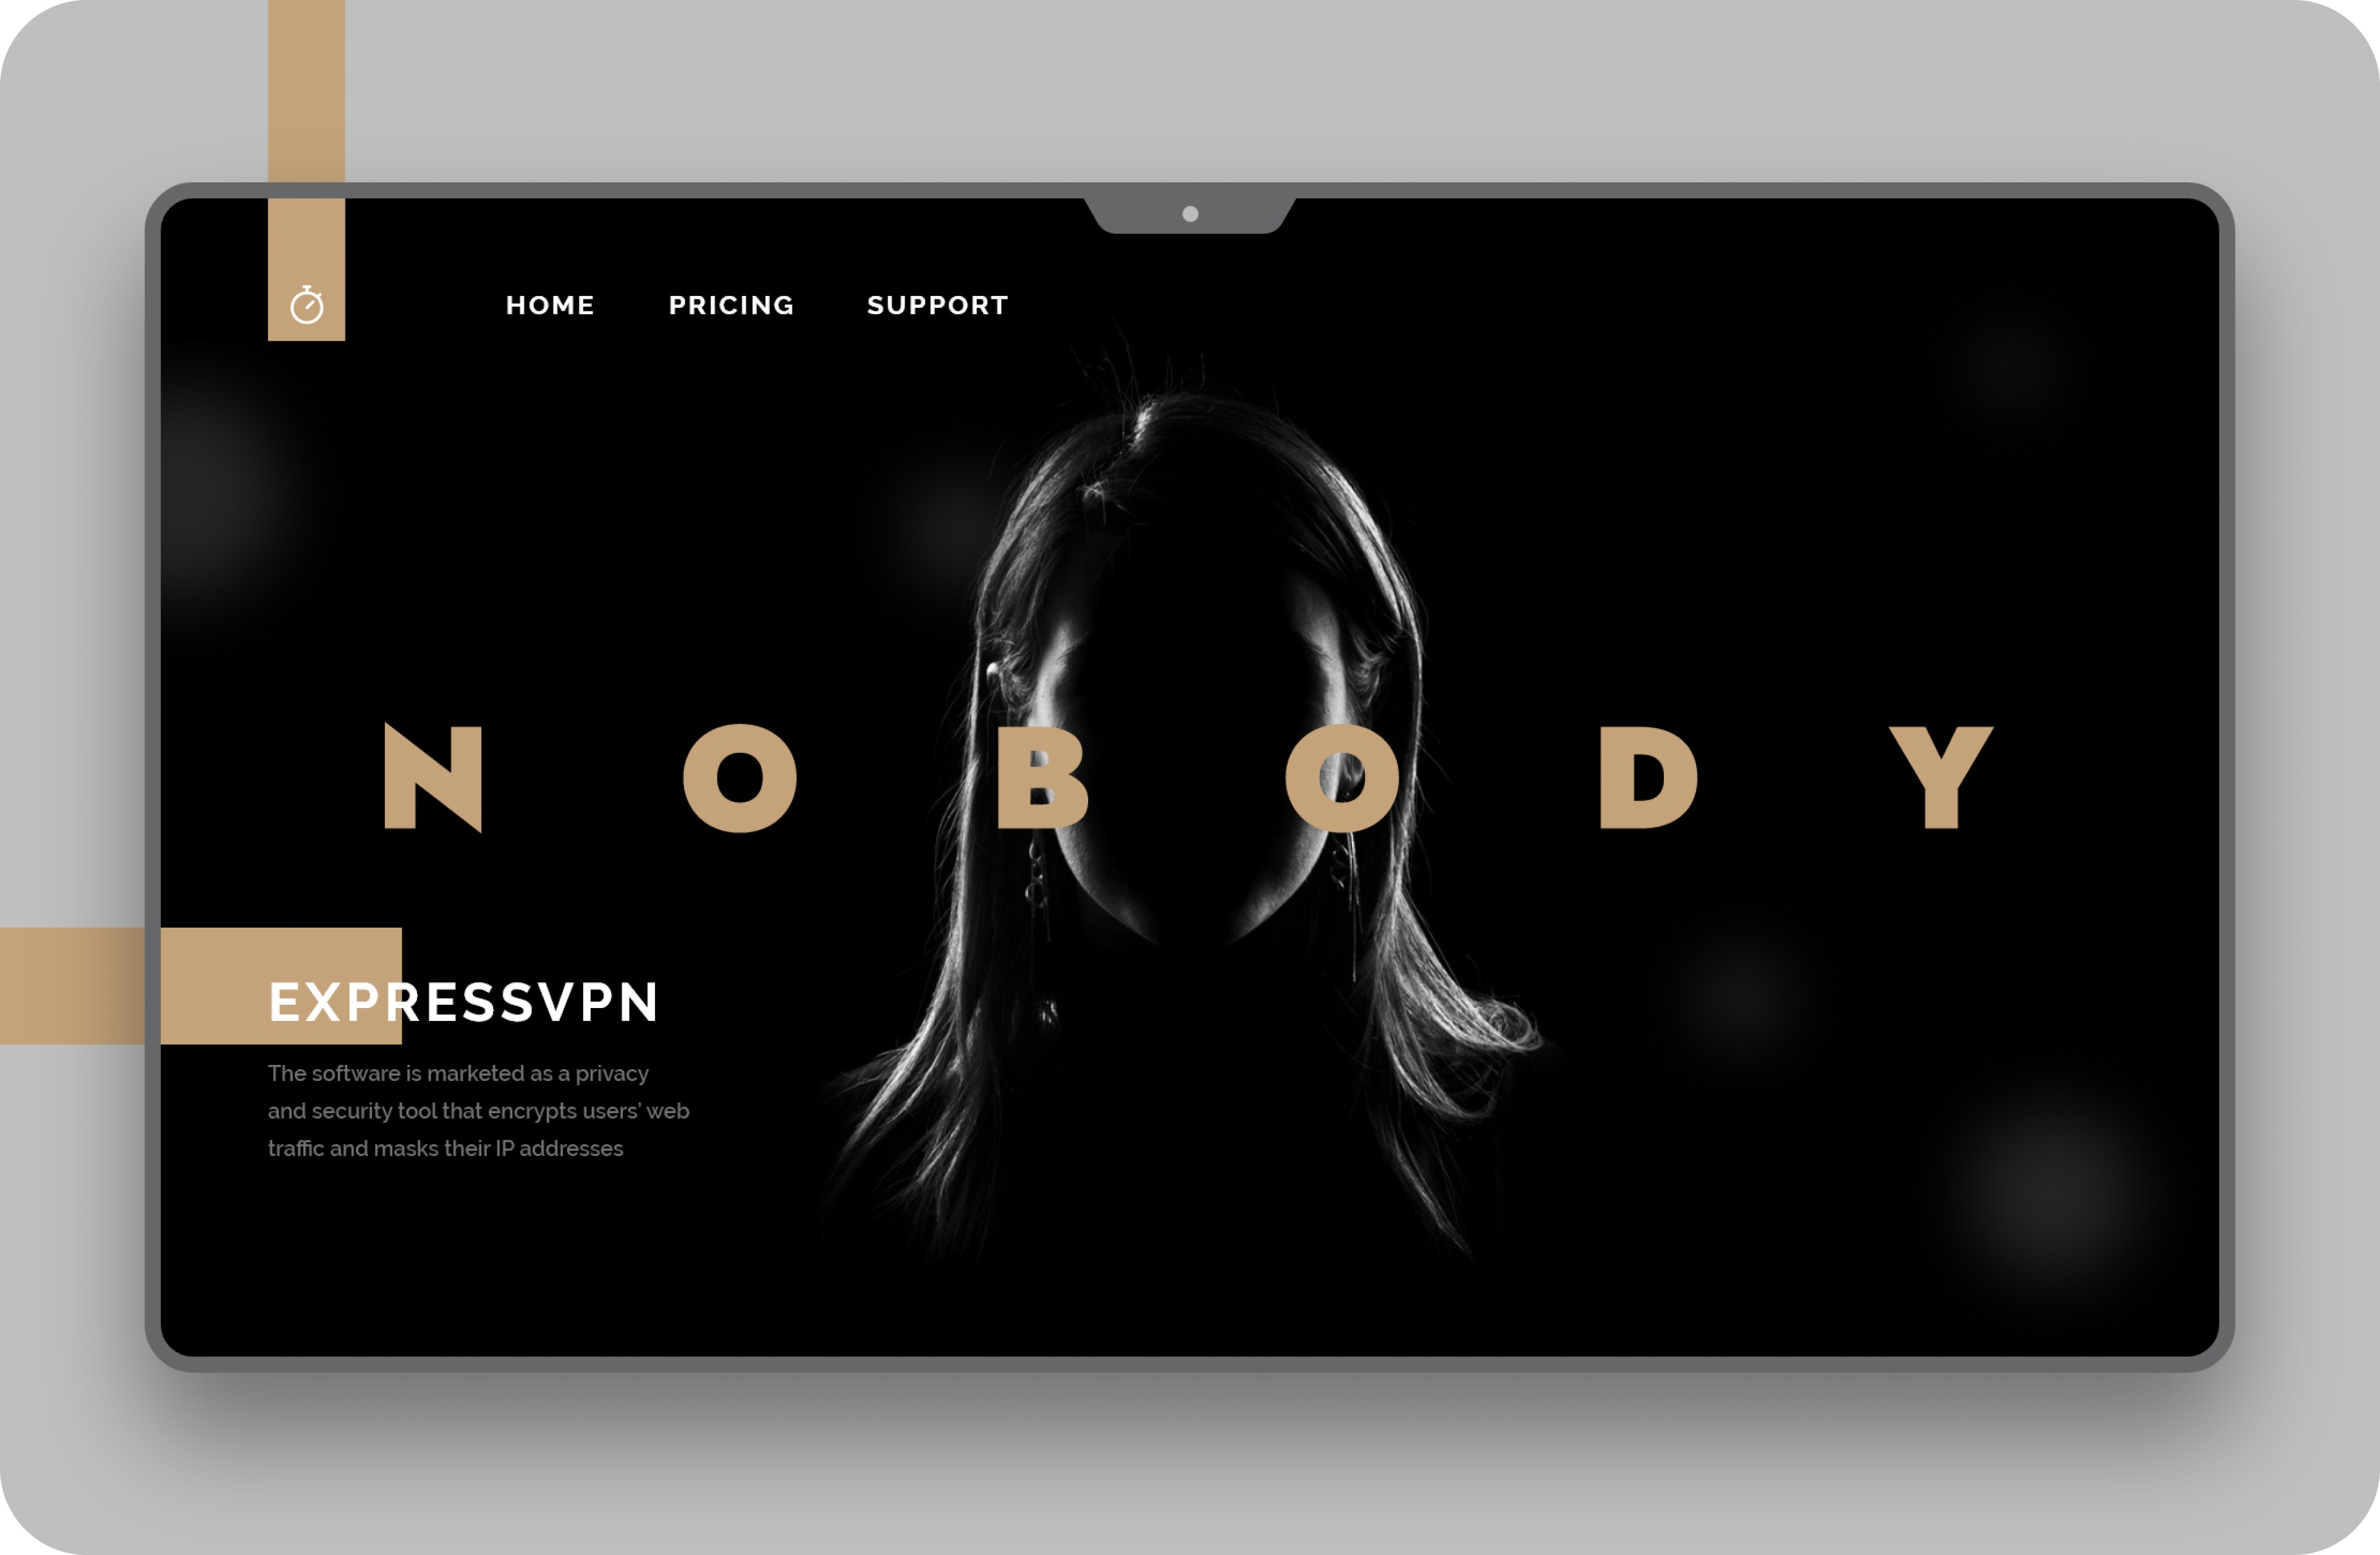 HOME PRICING SUPPORT
NOBODY
EXPRESSVPN
The software is marketed as a privacy
and security tool that encrypts users’ web
traffic and masks their IP addresses